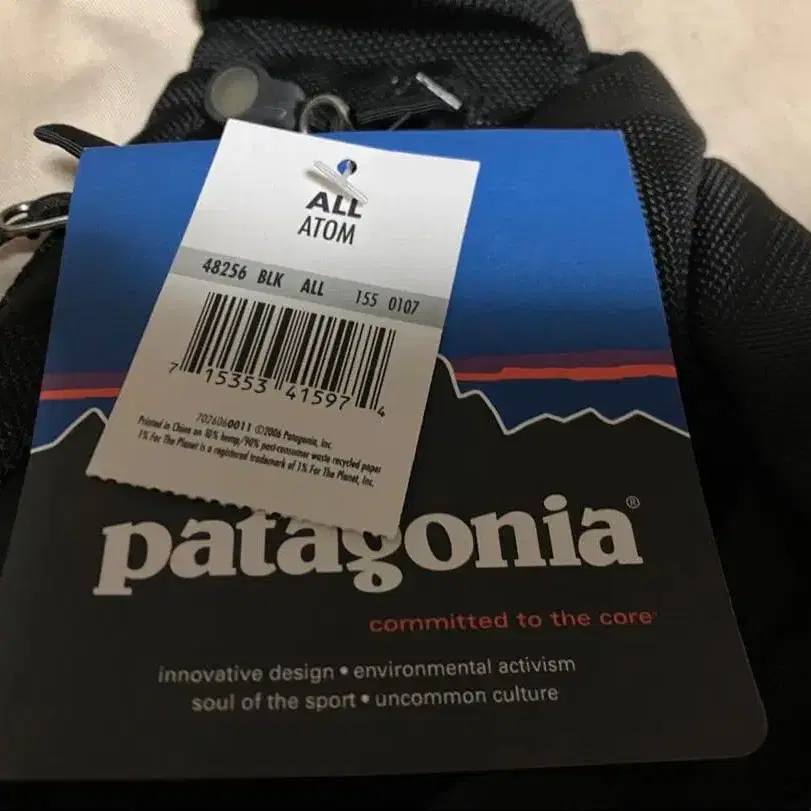 ALL
ATOM
48256 BLK ALL 155 0107
7 15353 41597 4
7026060011 ©2006 Patagonia, Inc.
Printed in China on 10% hemp/90% post-consumer waste recycled paper
1% For The Planet is a registered trademark of 1% For The Planet, Inc.
patagonia®
committed to the core
innovative design • environmental activism
soul of the sport • uncommon culture